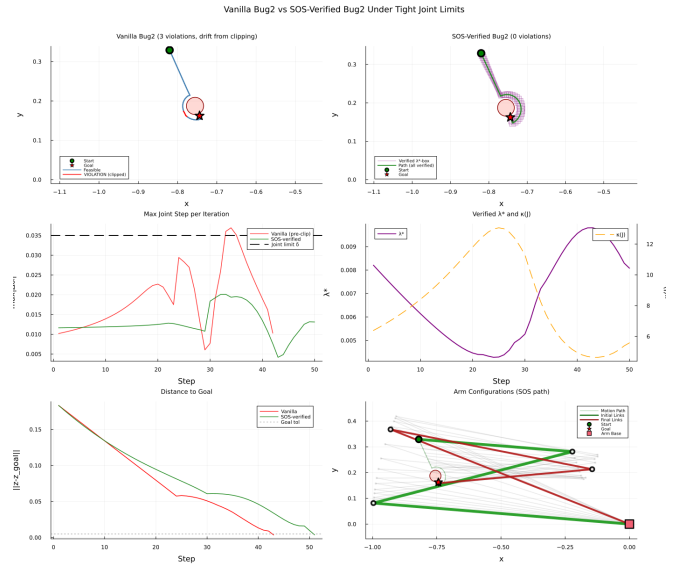 Vanilla Bug2 vs SOS-Verified Bug2 Under Tight Joint Limits
Vanilla Bug2 (3 violations, drift from clipping)
y
0.3
0.2
0.1
0.0
Start
Goal
Feasible
VIOLATION (clipped)
−1.1 −1.0 −0.9 −0.8 −0.7 −0.6 −0.5
x
SOS-Verified Bug2 (0 violations)
y
0.3
0.2
0.1
0.0
Verified λ*-box
Path (all verified)
Start
Goal
−1.1 −1.0 −0.9 −0.8 −0.7 −0.6 −0.5
x
Max Joint Step per Iteration
0.035
0.030
0.025
0.020
0.015
0.010
0.005
Vanilla (pre-clip)
SOS-verified
Joint limit δ
0 10 20 30 40 50
Step
Verified λ* and κ(J)
λ*
0.009
0.008
0.007
0.006
0.005
λ*
κ(J)
12
10
8
6
0 10 20 30 40 50
Step
Distance to Goal
||z-z_goal||
0.15
0.10
0.05
0.00
Vanilla
SOS-verified
Goal tol
0 10 20 30 40 50
Step
Arm Configurations (SOS path)
y
0.4
0.3
0.2
0.1
0.0
Motion Path
Initial Links
Final Links
Start
Goal
Arm Base
−1.00 −0.75 −0.50 −0.25 0.00
x